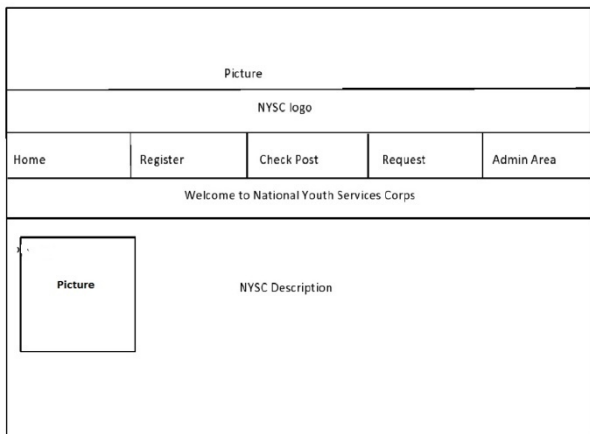 Picture
NYSC logo
Home Register Check Post Request Admin Area
Welcome to National Youth Services Corps
Picture
NYSC Description